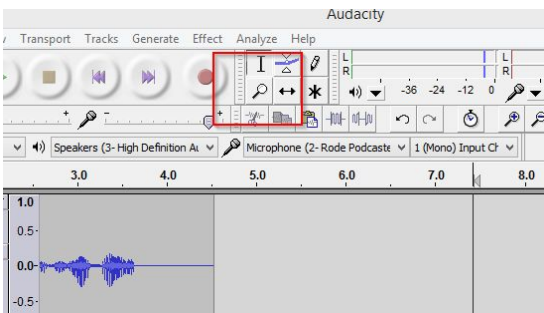 Audacity
Transport Tracks Generate Effect Analyze Help
L
R
L
R
-36 -24 -12 0
Speakers (3- High Definition Au
Microphone (2- Rode Podcaste
1 (Mono) Input Ch
3.0 4.0 5.0 6.0 7.0 8.0
1.0
0.5-
0.0-
-0.5-